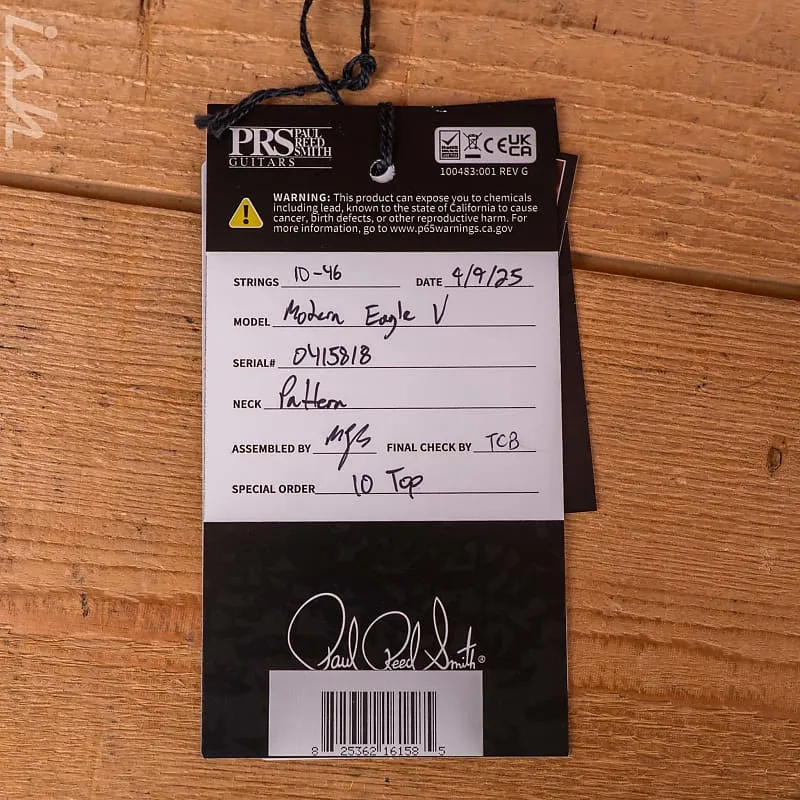 ish
PRS PAUL REED SMITH
GUITARS
CE UK CA
100483:001 REV G
WARNING: This product can expose you to chemicals
including lead, known to the state of California to cause
cancer, birth defects, or other reproductive harm. For
more information, go to www.p65warnings.ca.gov
STRINGS 10-46 DATE 4/9/25
MODEL Modern Eagle V
SERIAL# 0415818
NECK Pattern
ASSEMBLED BY FINAL CHECK BY TCB
SPECIAL ORDER 10 Top
Paul Reed Smith®
8 25362 16158 5